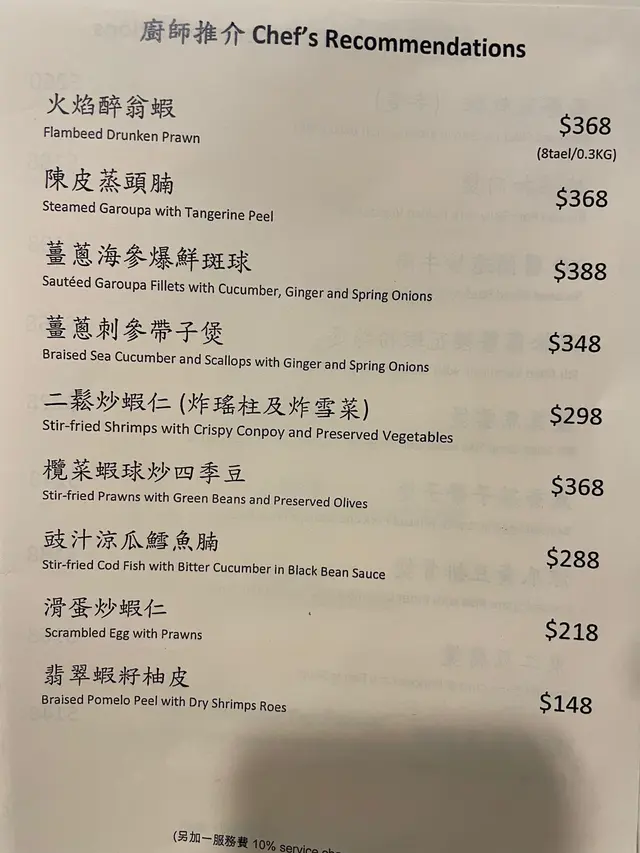 廚師推介 Chef's Recommendations
火焰醉翁蝦
Flambeed Drunken Prawn
$368
(8tael/0.3KG)
陳皮蒸頭腩
Steamed Garoupa with Tangerine Peel
$368
薑蔥海參爆鮮斑球
Sautéed Garoupa Fillets with Cucumber, Ginger and Spring Onions
$388
薑蔥刺參帶子煲
Braised Sea Cucumber and Scallops with Ginger and Spring Onions
$348
二鬆炒蝦仁 (炸瑤柱及炸雪菜)
Stir-fried Shrimps with Crispy Conpoy and Preserved Vegetables
$298
欖菜蝦球炒四季豆
Stir-fried Prawns with Green Beans and Preserved Olives
$368
豉汁涼瓜鱈魚腩
Stir-fried Cod Fish with Bitter Cucumber in Black Bean Sauce
$288
滑蛋炒蝦仁
Scrambled Egg with Prawns
$218
翡翠蝦籽柚皮
Braised Pomelo Peel with Dry Shrimps Roes
$148
(另加一服務費 10% service